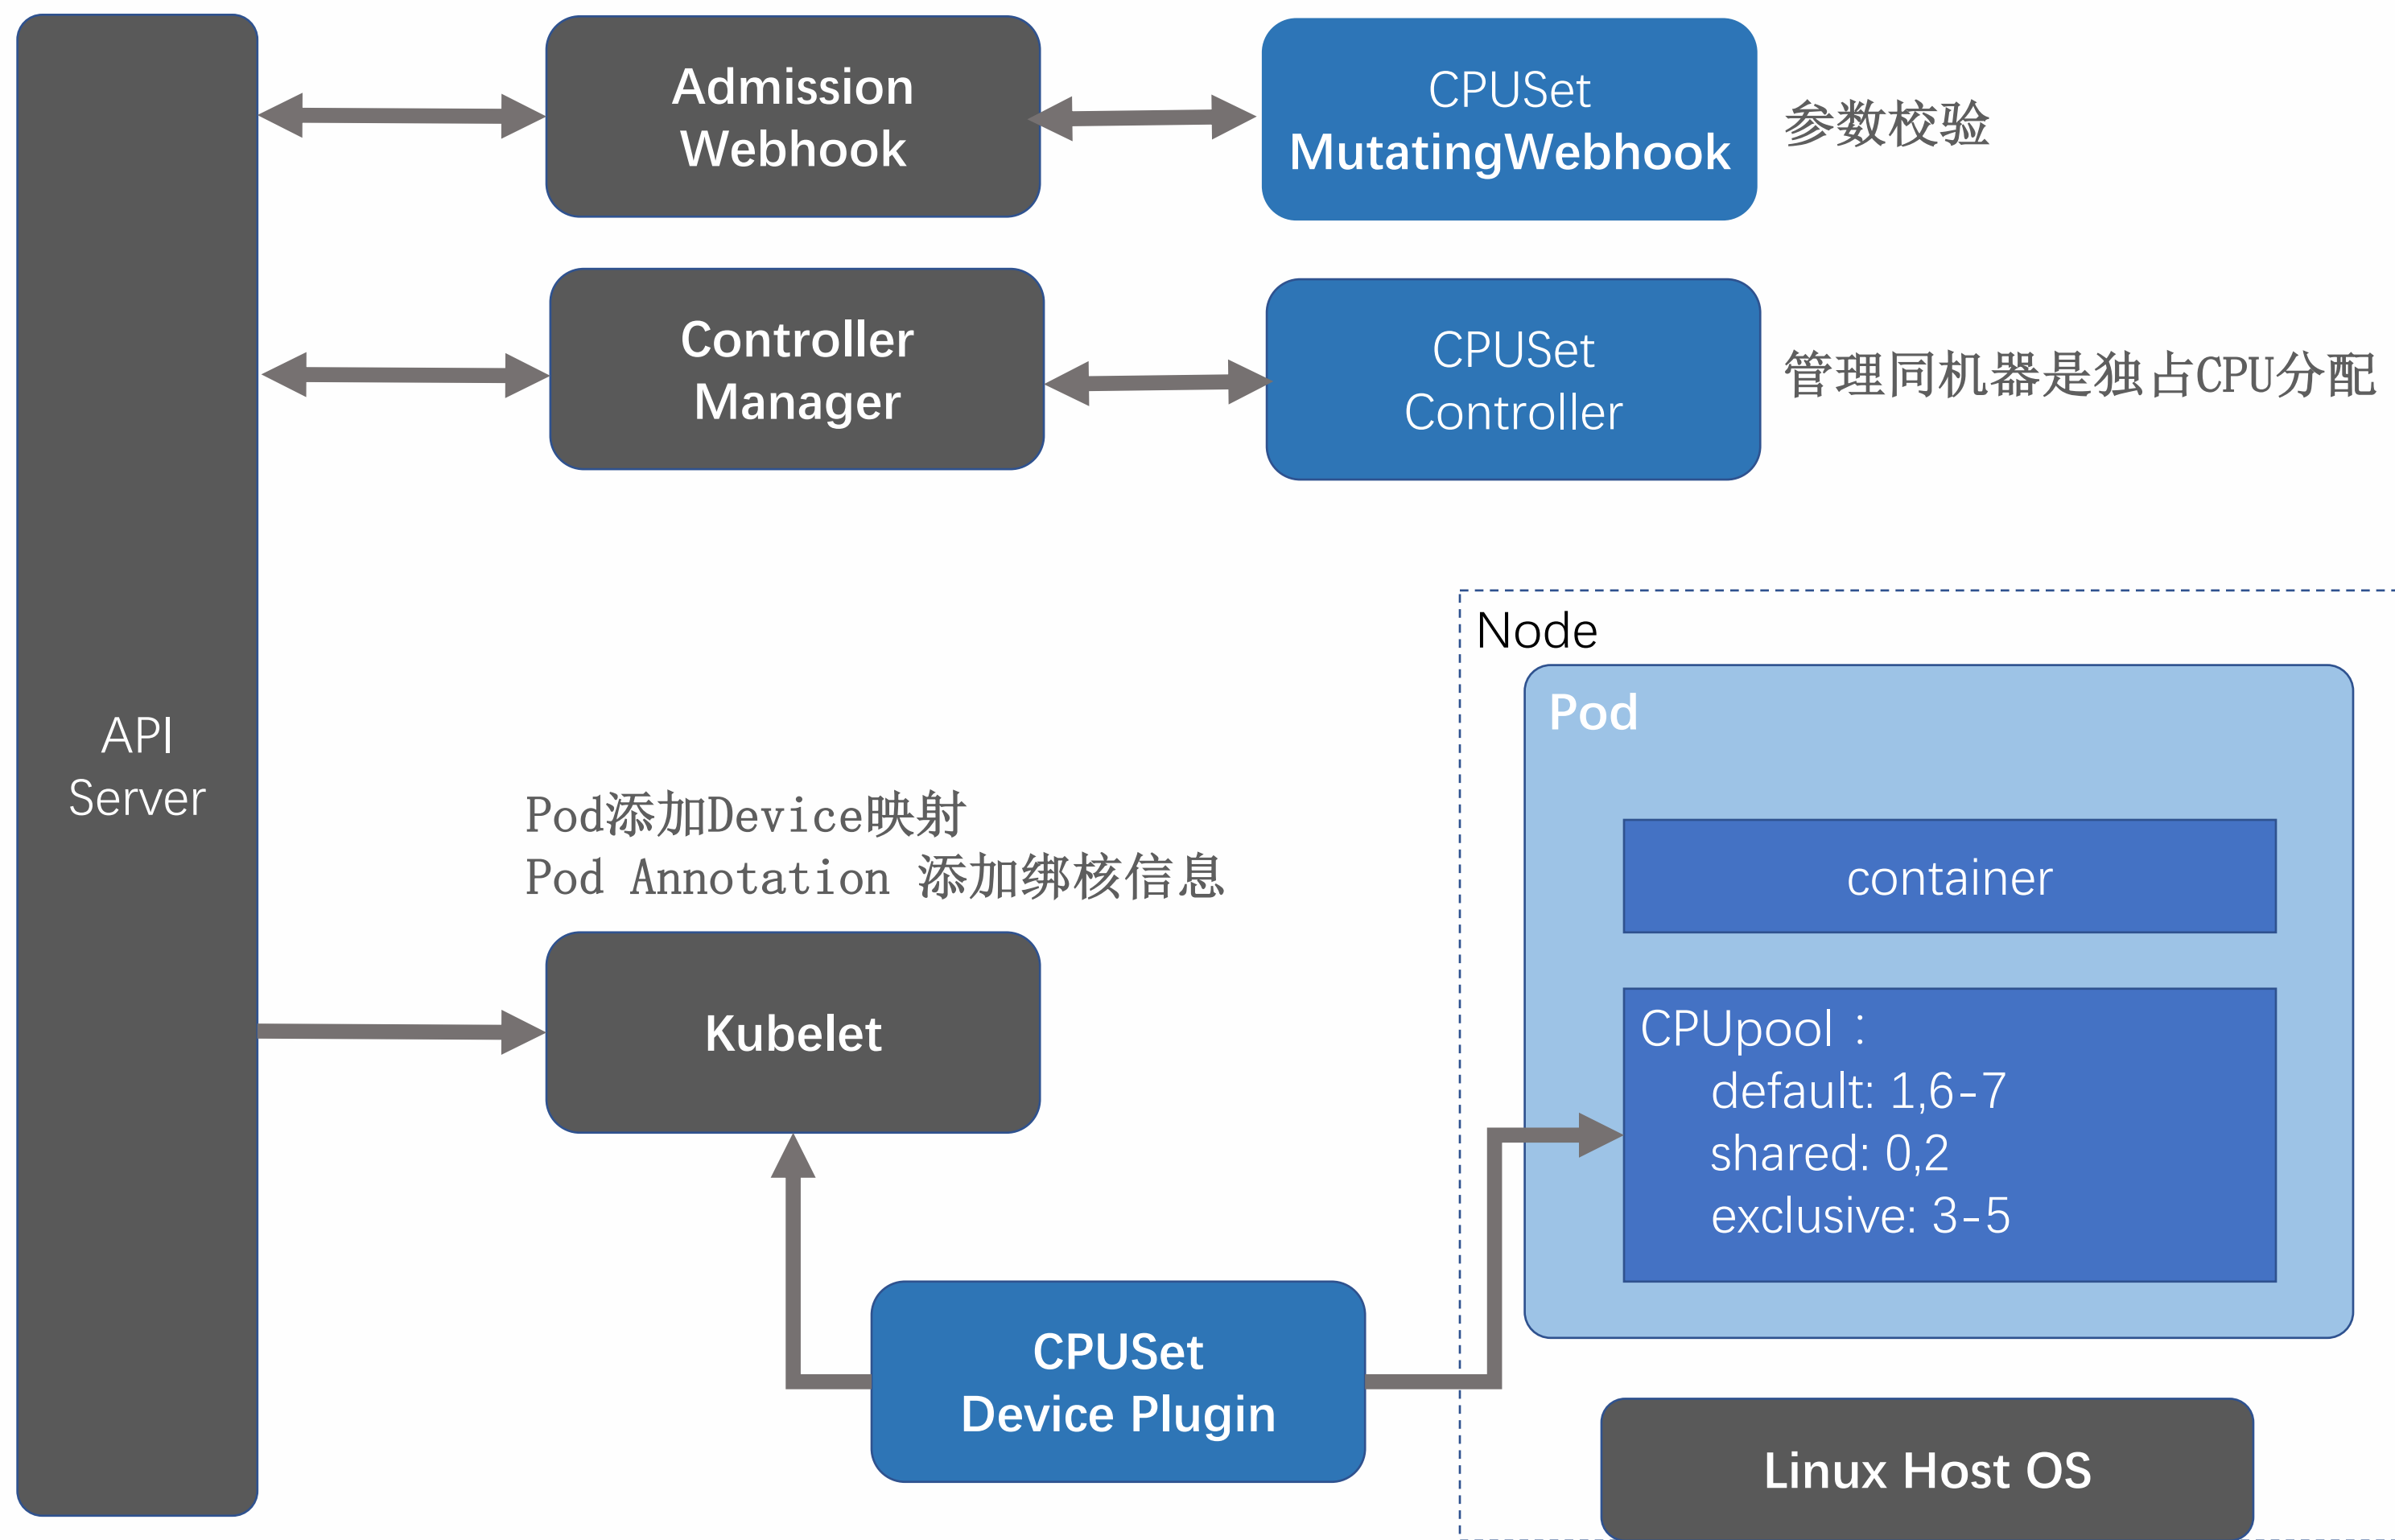 Admission
Webhook
CPUSet
MutatingWebhook
参数校验
Controller
Manager
CPUSet
Controller
管理同机器是独占CPU分配
Node
Pod
API
Server
Pod添加Device映射
Pod Annotation 添加绑核信息
container
Kubelet
CPUpool：
default: 1,6-7
shared: 0,2
exclusive: 3-5
CPUSet
Device Plugin
Linux Host OS